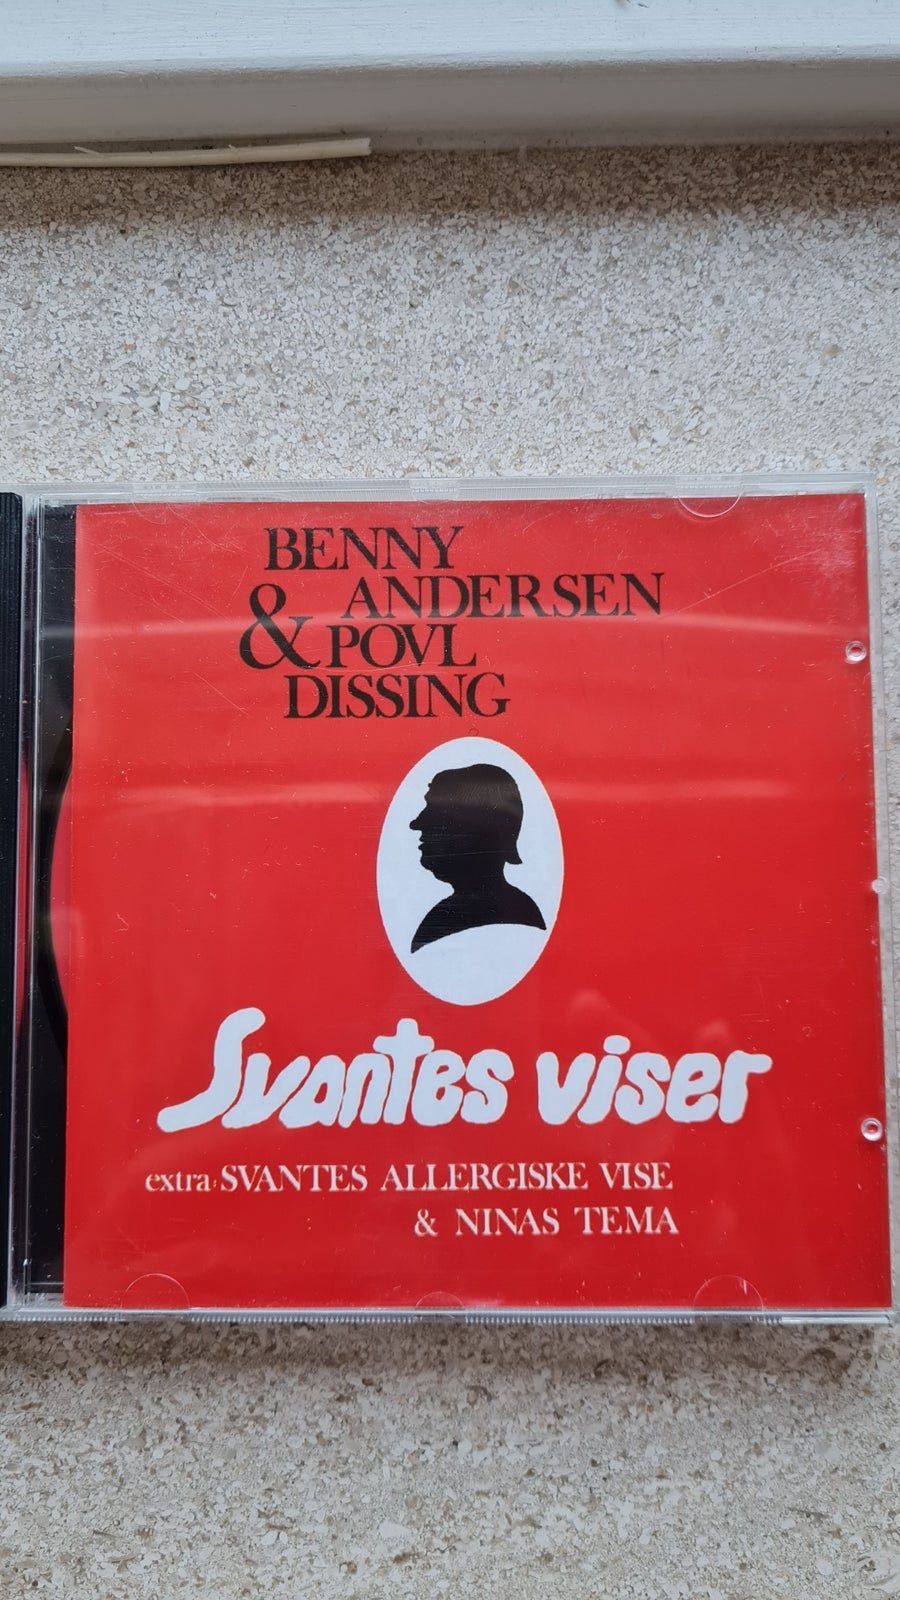 BENNY
ANDERSEN
& POVL
DISSING
Svantes viser
extra: SVANTES ALLERGISKE VISE
& NINAS TEMA